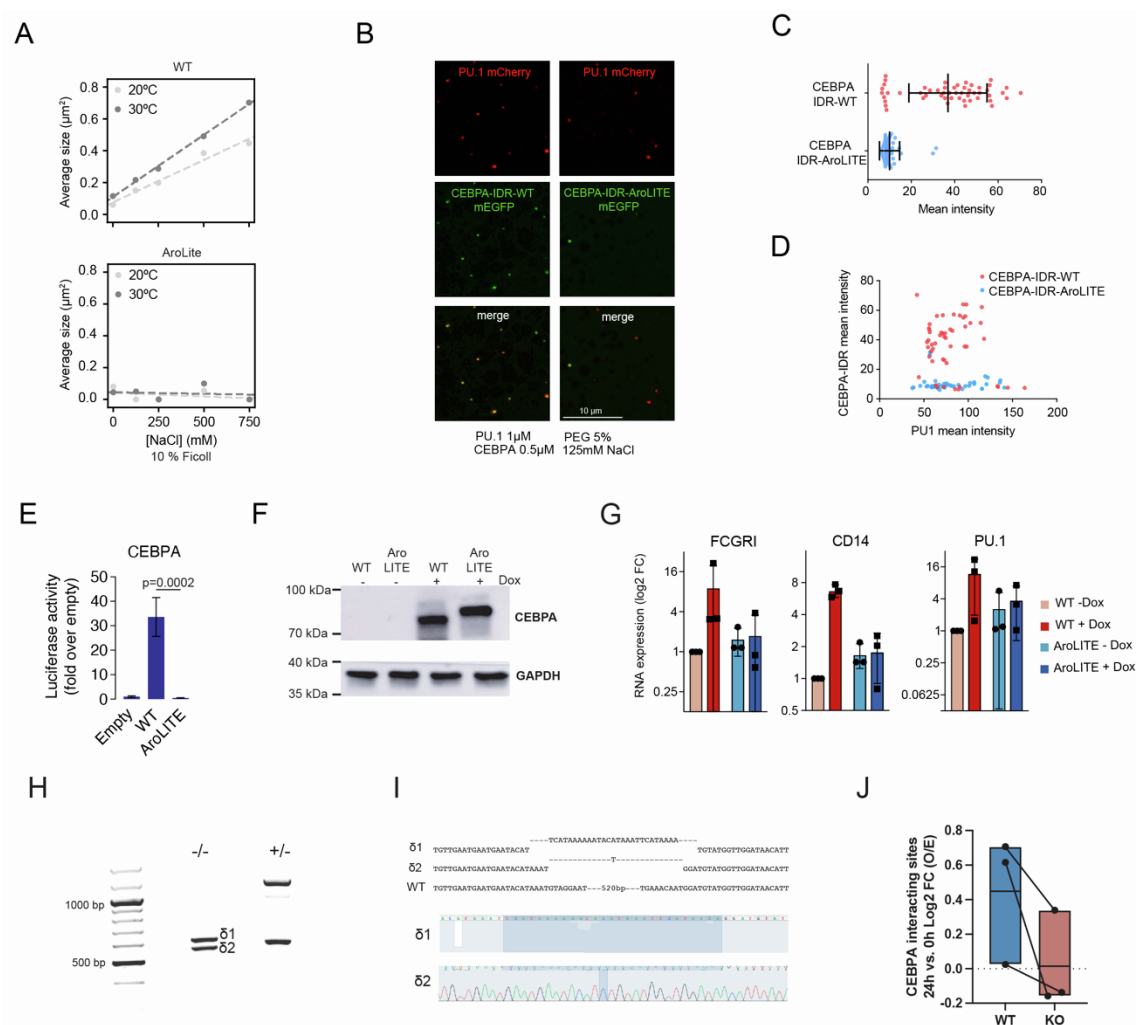 A
WT
20ºC
30ºC
Average size (µm²)
0.8
0.6
0.4
0.2
0.0
AroLite
20ºC
30ºC
Average size (µm²)
0.8
0.6
0.4
0.2
0.0
0 250 500 750
[NaCl] (mM)
10 % Ficoll
B
PU.1 mCherry
PU.1 mCherry
CEBPA-IDR-WT
mEGFP
CEBPA-IDR-AroLITE
mEGFP
merge
merge
10 µm
PU.1 1µM
CEBPA 0.5µM
PEG 5%
125mM NaCl
C
CEBPA
IDR-WT
CEBPA
IDR-AroLITE
0 20 40 60 80
Mean intensity
D
CEBPA-IDR-WT
CEBPA-IDR-AroLITE
CEBPA-IDR mean intensity
80
60
40
20
0
0 50 100 150 200
PU1 mean intensity
E
CEBPA
p=0.0002
Luciferase activity
(fold over empty)
50
40
30
20
10
0
Empty
WT
AroLITE
F
WT
Aro
LITE
WT
Aro
LITE
- - + + Dox
100 kDa
70 kDa
40 kDa
35 kDa
CEBPA
GAPDH
G
FCGRI
RNA expression (log2 FC)
16
4
1
0.25
CD14
8
4
2
1
0.5
PU.1
16
4
1
0.25
0.0625
WT -Dox
WT + Dox
AroLITE - Dox
AroLITE + Dox
H
-/- +/-
1000 bp
500 bp
δ1
δ2
I
----TCATAAAAAATACATAAATTCATAAAA-----
δ1 TGTTGAATGAATGAATACAT TGTATGGTTGGATAACATT
---------------T---------------
δ2 TGTTGAATGAATGAATACATAAAT GGATGTATGGTTGGATAACATT
WT TGTTGAATGAATGAATACATAAATGTAGGAAT---520bp---TGAAACAATGGATGTATGGTTGGATAACATT
δ1
δ2
J
CEBPA interacting sites
24h vs. 0h Log2 FC (O/E)
0.8
0.6
0.4
0.2
0.0
-0.2
WT KO